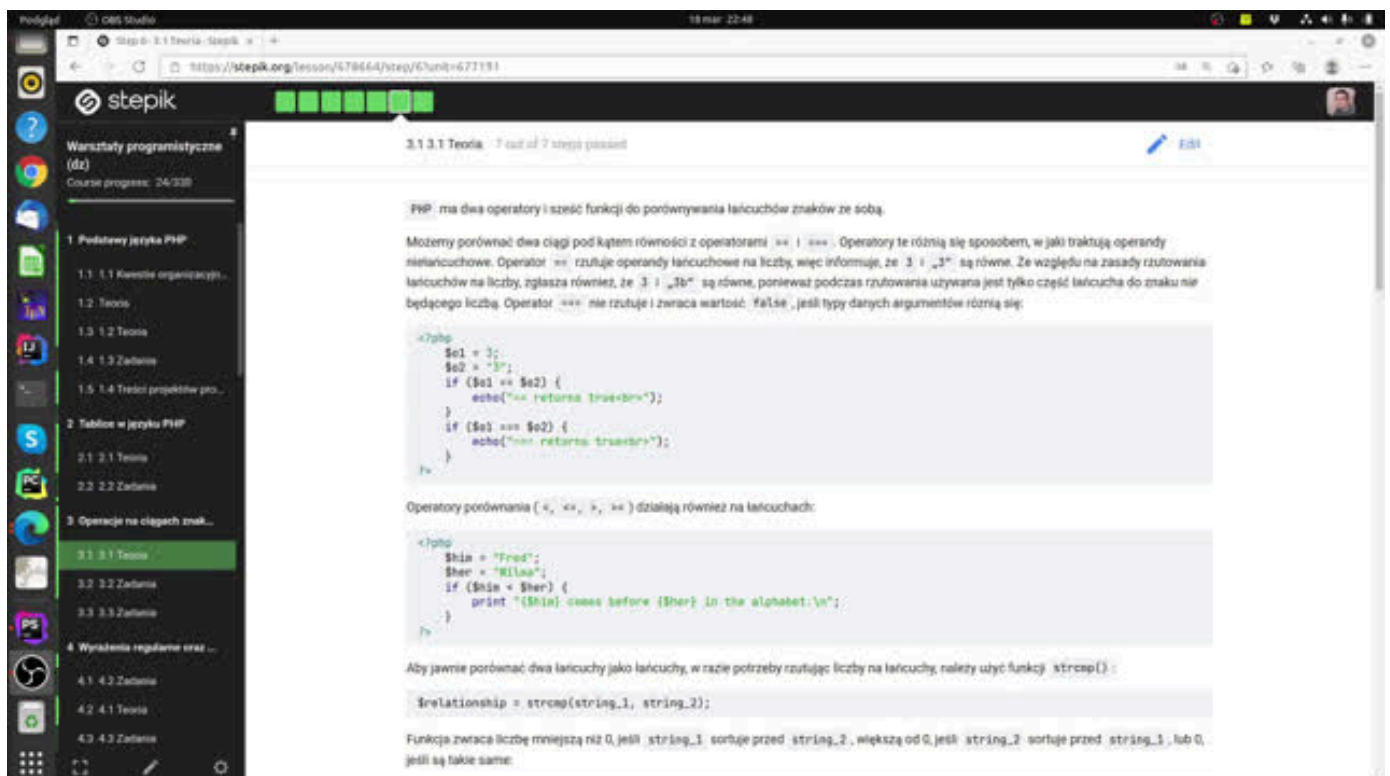 Podgląd
OBS Studio
18 mar 22:48
Step 6 - 3.1 Teoria - Stepik
https://stepik.org/lesson/678664/step/6?unit=677191
stepik
Warsztaty programistyczne
(dz)
Course progress: 24/330
1 Podstawy języka PHP
1.1 1.1 Kwestie organizacyjn...
1.2 Teoria
1.3 1.2 Teoria
1.4 1.3 Zadania
1.5 1.4 Treści projektów pro...
2 Tablice w języku PHP
2.1 2.1 Teoria
2.2 2.2 Zadania
3 Operacje na ciągach znak...
3.1 3.1 Teoria
3.2 3.2 Zadania
3.3 3.3 Zadania
4 Wyrażenia regularne oraz ...
4.1 4.2 Zadania
4.2 4.1 Teoria
4.3 4.3 Zadania
3.1 3.1 Teoria 7 out of 7 steps passed
Edit
PHP ma dwa operatory i sześć funkcji do porównywania łańcuchów znaków ze sobą.
Możemy porównać dwa ciągi pod kątem równości z operatorami == i ===. Operatory te różnią się sposobem, w jaki traktują operandy
niełańcuchowe. Operator == rzutuje operandy łańcuchowe na liczby, więc informuje, że 3 i „3" są równe. Ze względu na zasady rzutowania
łańcuchów na liczby, zgłasza również, że 3 i „3b" są równe, ponieważ podczas rzutowania używana jest tylko część łańcucha do znaku nie
będącego liczbą. Operator === nie rzutuje i zwraca wartość false, jeśli typy danych argumentów różnią się:
<?php
$o1 = 3;
$o2 = "3";
if ($o1 == $o2) {
echo("== returns true<br>");
}
if ($o1 === $o2) {
echo("=== returns true<br>");
}
?>
Operatory porównania ( <, <=, >, >= ) działają również na łańcuchach:
<?php
$him = "Fred";
$her = "Wilma";
if ($him < $her) {
print "{$him} comes before {$her} in the alphabet.\n";
}
?>
Aby jawnie porównać dwa łańcuchy jako łańcuchy, w razie potrzeby rzutując liczby na łańcuchy, należy użyć funkcji strcmp() :
$relationship = strcmp(string_1, string_2);
Funkcja zwraca liczbę mniejszą niż 0, jeśli string_1 sortuje przed string_2, większą od 0, jeśli string_2 sortuje przed string_1, lub 0,
jeśli są takie same: